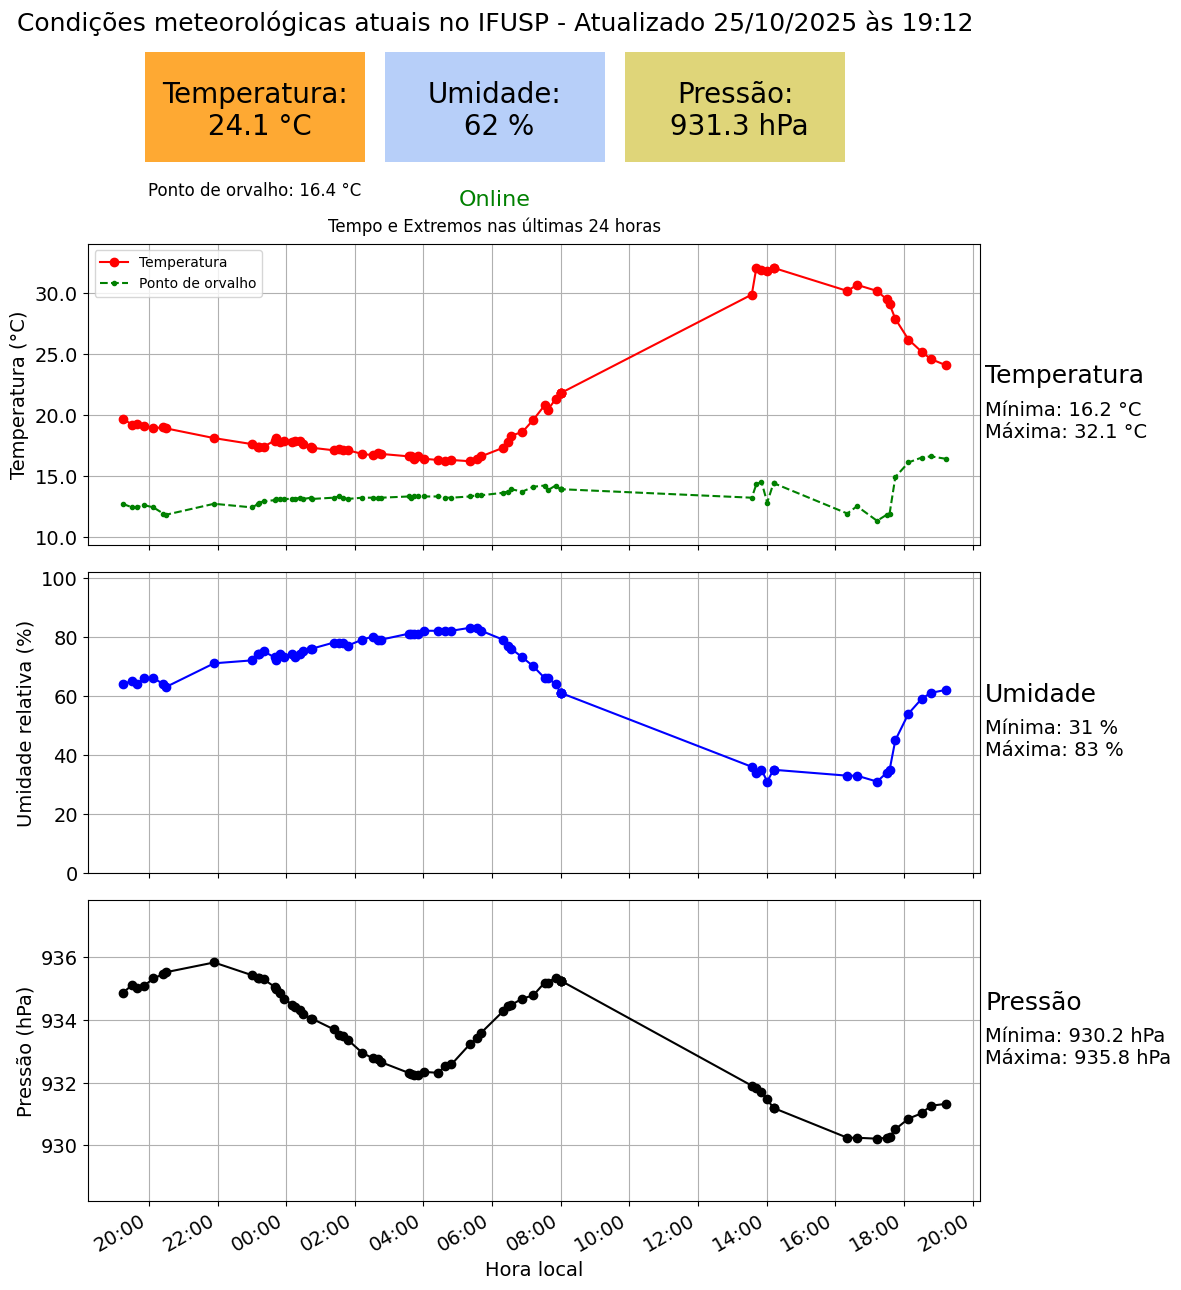 Condições meteorológicas atuais no IFUSP - Atualizado 25/10/2025 às 19:12
Temperatura:
24.1 °C
Umidade:
62 %
Pressão:
931.3 hPa
Ponto de orvalho: 16.4 °C
Online
Tempo e Extremos nas últimas 24 horas
Temperatura
Ponto de orvalho
Temperatura (°C)
30.0
25.0
20.0
15.0
10.0
Temperatura
Mínima: 16.2 °C
Máxima: 32.1 °C
Umidade relativa (%)
100
80
60
40
20
0
Umidade
Mínima: 31 %
Máxima: 83 %
Pressão (hPa)
936
934
932
930
Pressão
Mínima: 930.2 hPa
Máxima: 935.8 hPa
20:00 22:00 00:00 02:00 04:00 06:00 08:00 10:00 12:00 14:00 16:00 18:00 20:00
Hora local